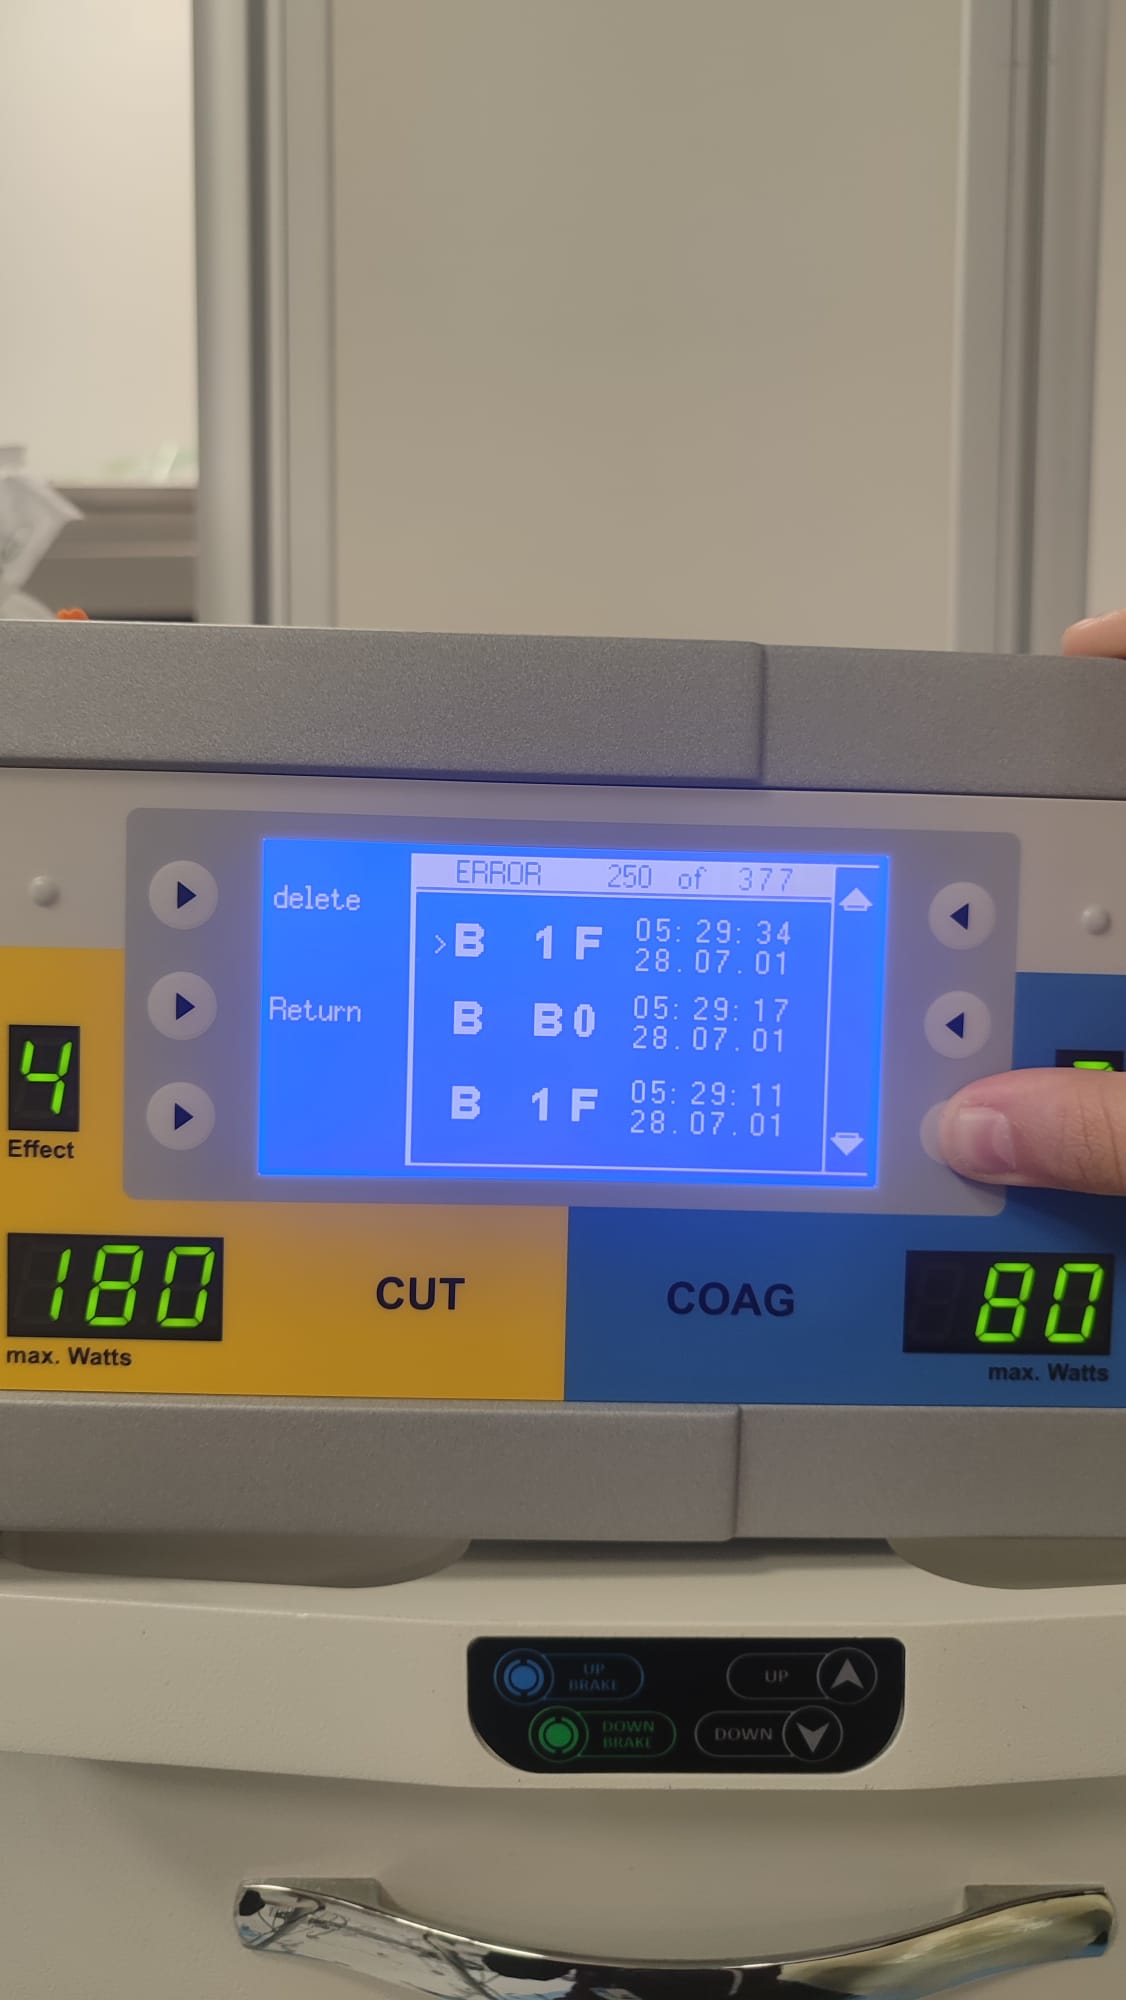 ERROR 250 of 377
delete
>B 1F 05:29:34
28.07.01
Return
B B0 05:29:17
28.07.01
B 1F 05:29:11
28.07.01
4
Effect
180
max. Watts
CUT
COAG
80
max. Watts
UP
BRAKE
UP
DOWN
BRAKE
DOWN